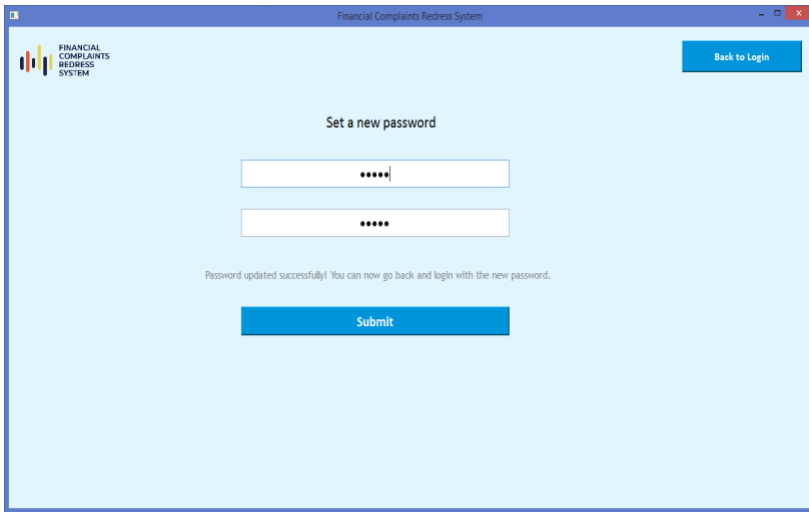 Financial Complaints Redress System
FINANCIAL
COMPLAINTS
REDRESS
SYSTEM
Back to Login
Set a new password
•••••
•••••
Password updated successfully! You can now go back and login with the new password.
Submit